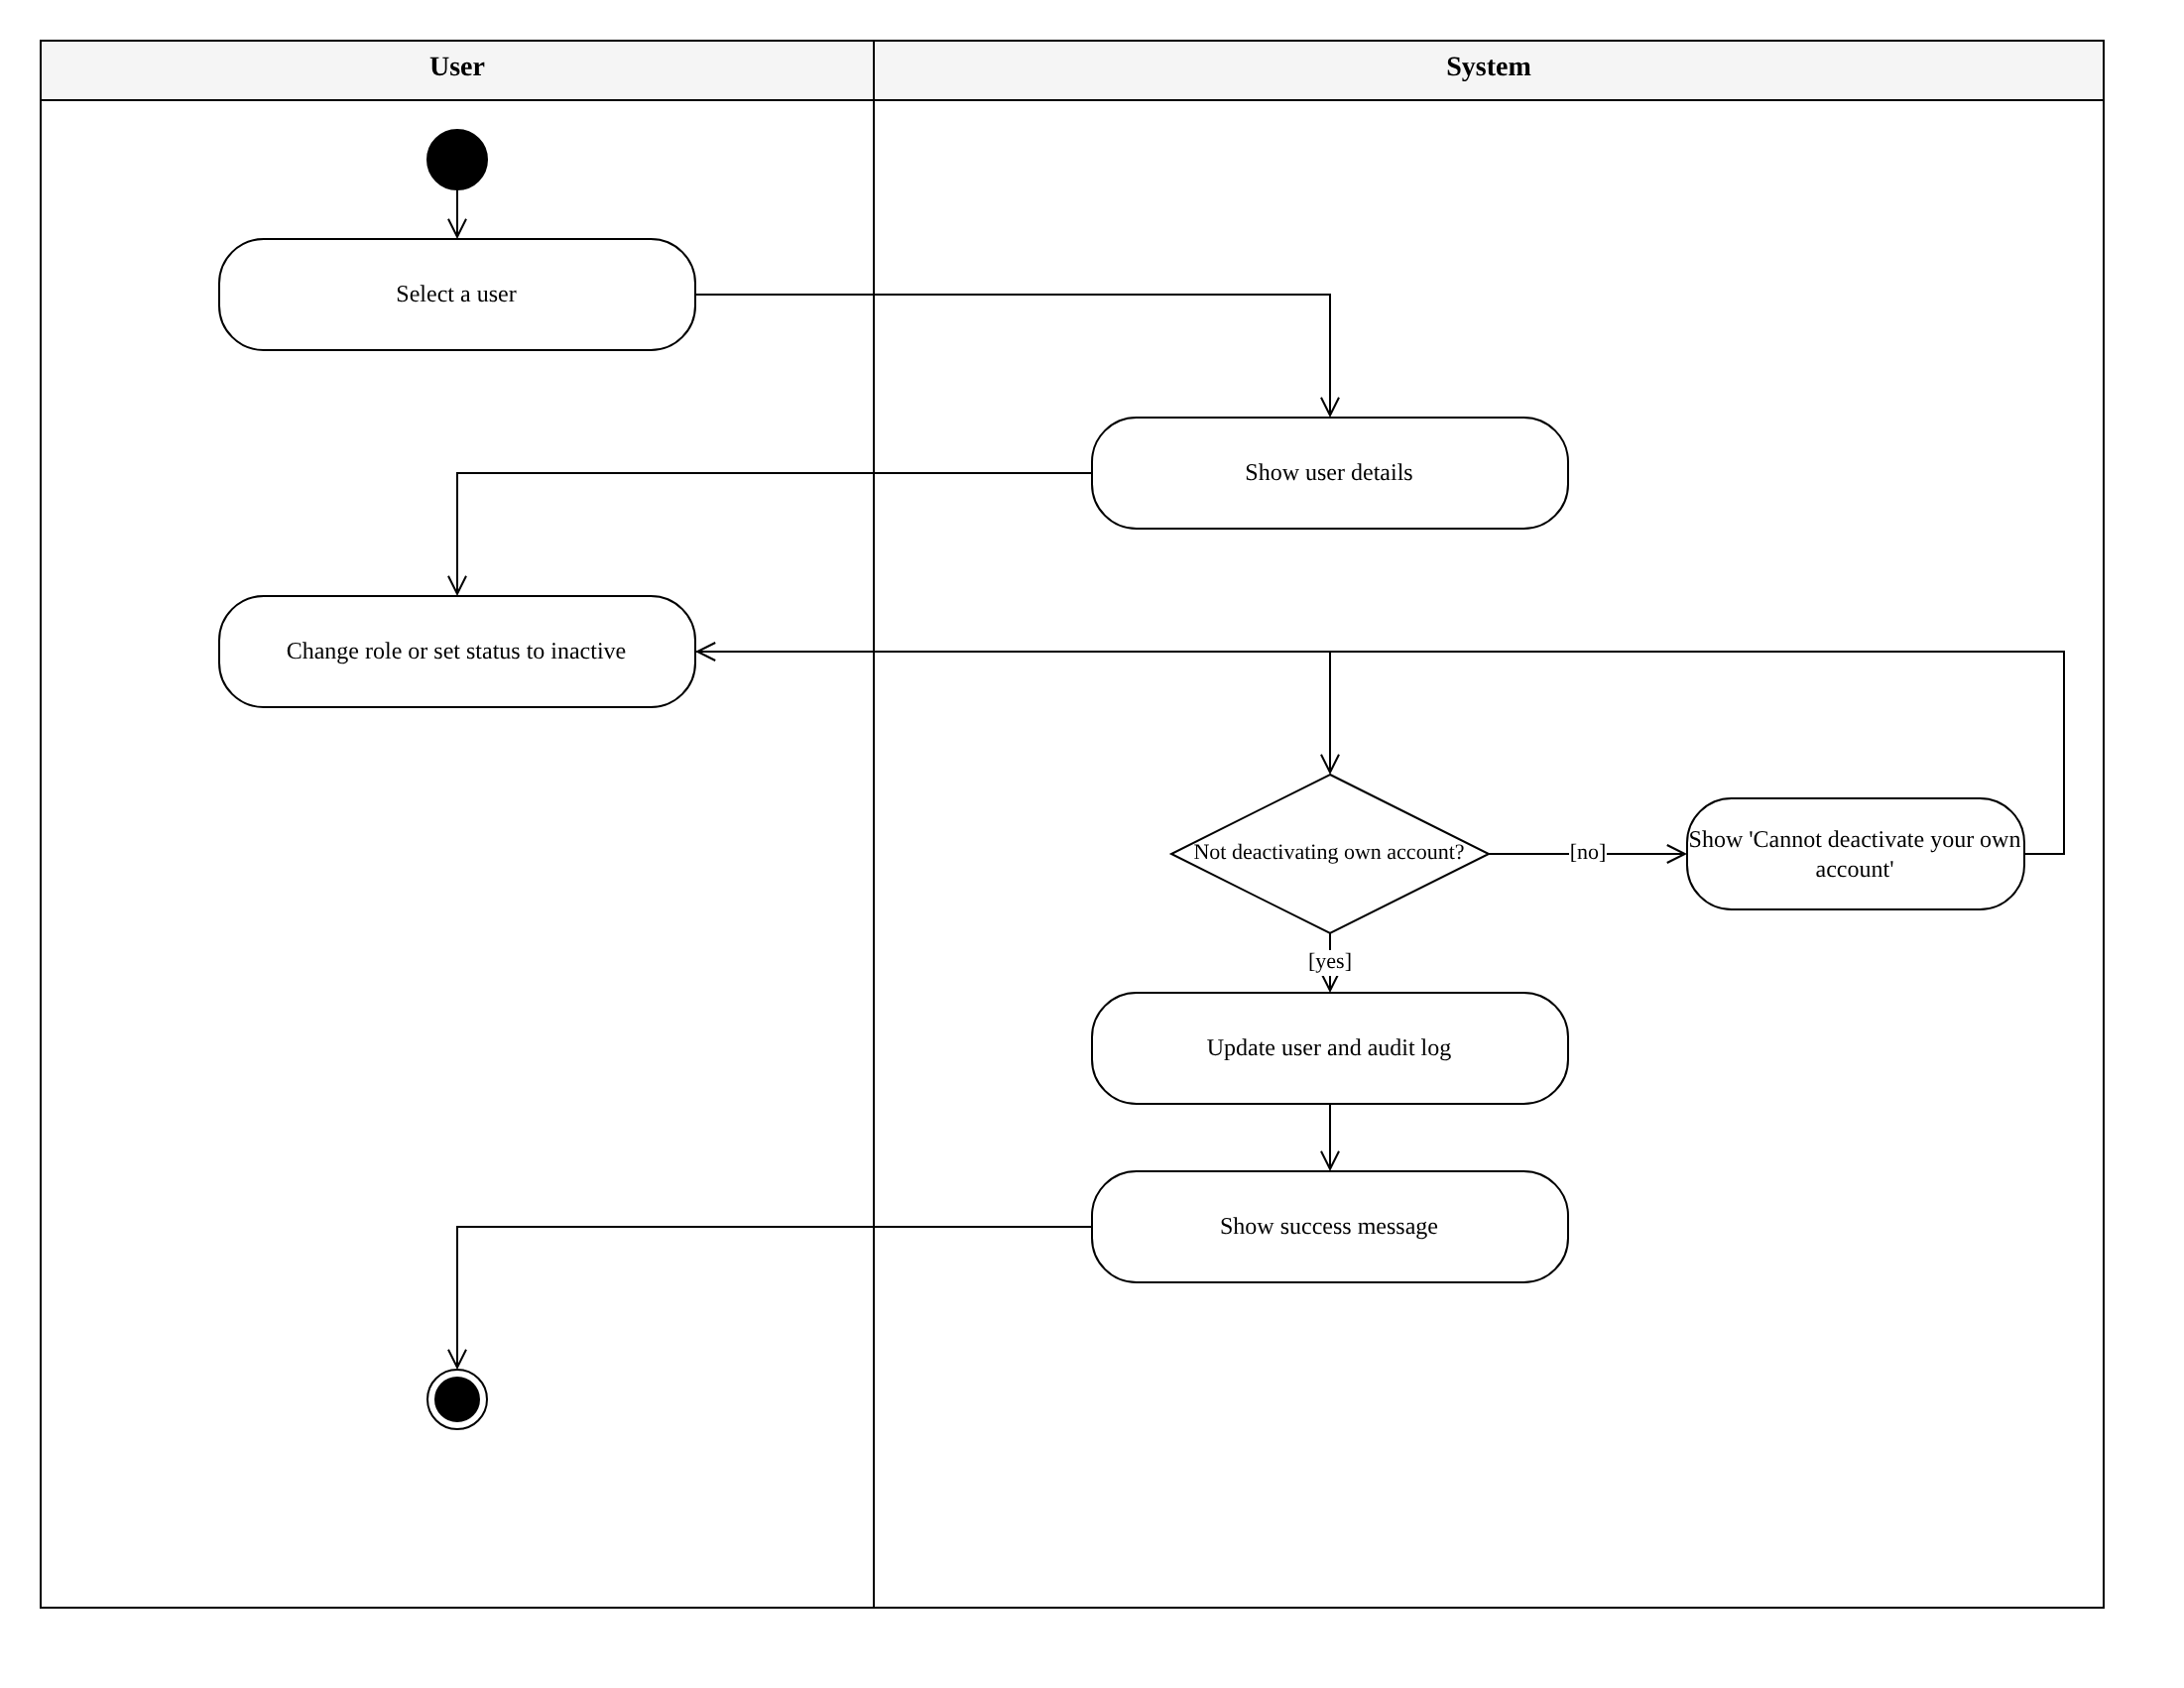 User
System
Select a user
Show user details
Change role or set status to inactive
Not deactivating own account?
[no]
Show 'Cannot deactivate your own
account'
[yes]
Update user and audit log
Show success message